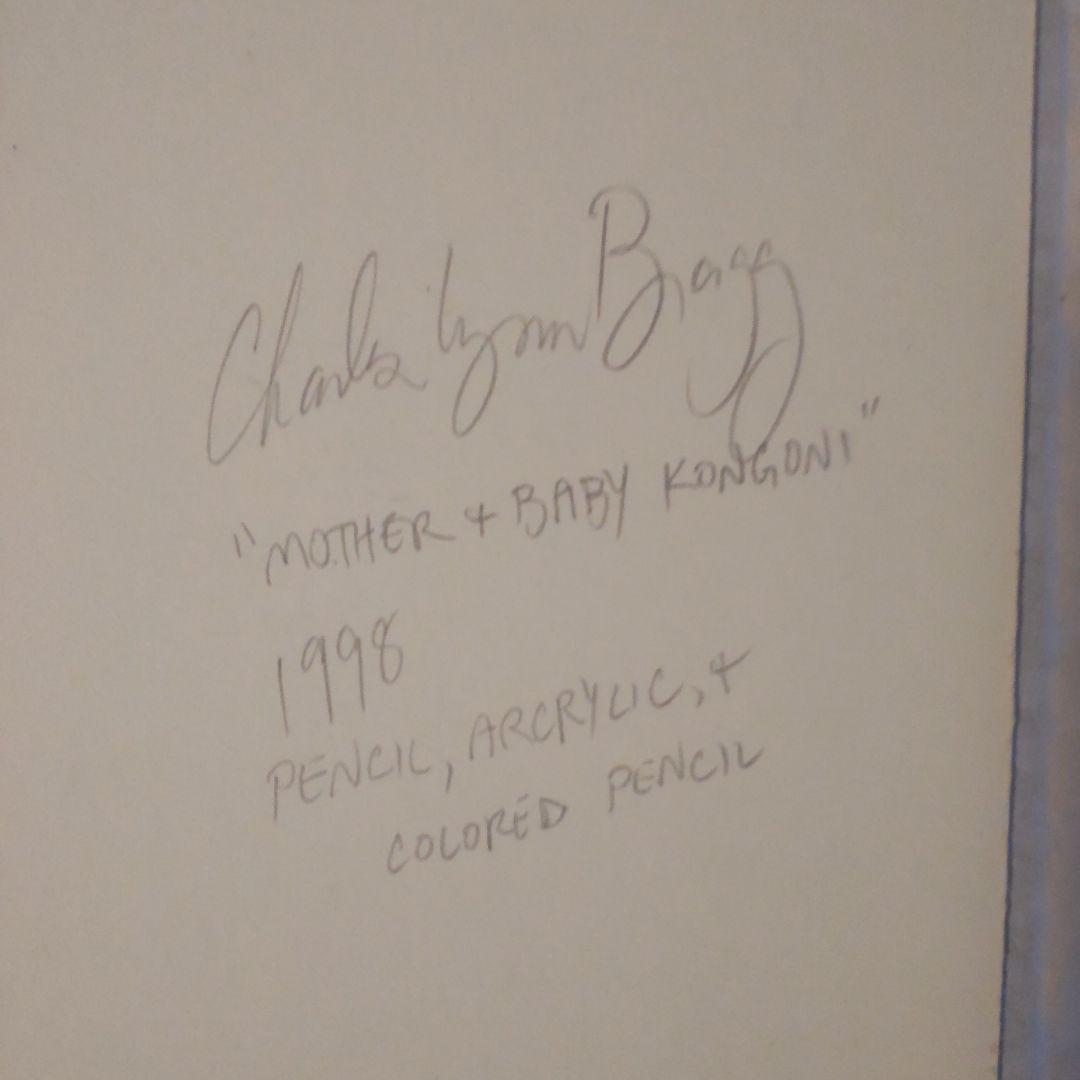 Charles Lynn Bragg
"MOTHER + BABY KONGONI"
1998
PENCIL, ARCRYLIC, +
COLORED PENCIL